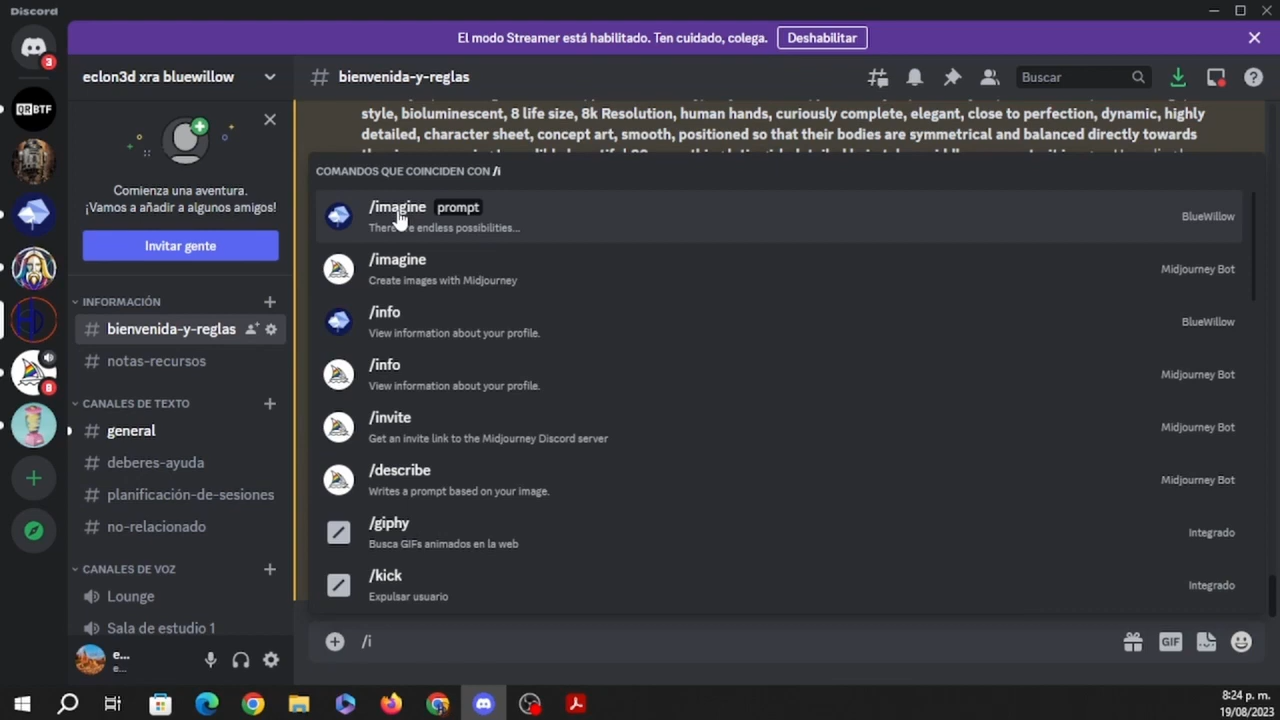 Discord
El modo Streamer está habilitado. Ten cuidado, colega.
Deshabilitar
3
QRBTF
8
eclon3d xra bluewillow
Comienza una aventura.
¡Vamos a añadir a algunos amigos!
Invitar gente
INFORMACIÓN
bienvenida-y-reglas
notas-recursos
CANALES DE TEXTO
general
deberes-ayuda
planificación-de-sesiones
no-relacionado
CANALES DE VOZ
Lounge
Sala de estudio 1
e...
e...
bienvenida-y-reglas
Buscar
style, bioluminescent, 8 life size, 8k Resolution, human hands, curiously complete, elegant, close to perfection, dynamic, highly
detailed, character sheet, concept art, smooth, positioned so that their bodies are symmetrical and balanced directly towards
COMANDOS QUE COINCIDEN CON /i
/imagine prompt
endless possibilities...
BlueWillow
/imagine
Create images with Midjourney
Midjourney Bot
/info
View information about your profile.
BlueWillow
/info
View information about your profile.
Midjourney Bot
/invite
Get an invite link to the Midjourney Discord server
Midjourney Bot
/describe
Writes a prompt based on your image.
Midjourney Bot
/giphy
Busca GIFs animados en la web
Integrado
/kick
Expulsar usuario
Integrado
/i
GIF
8:24 p. m.
19/08/2023